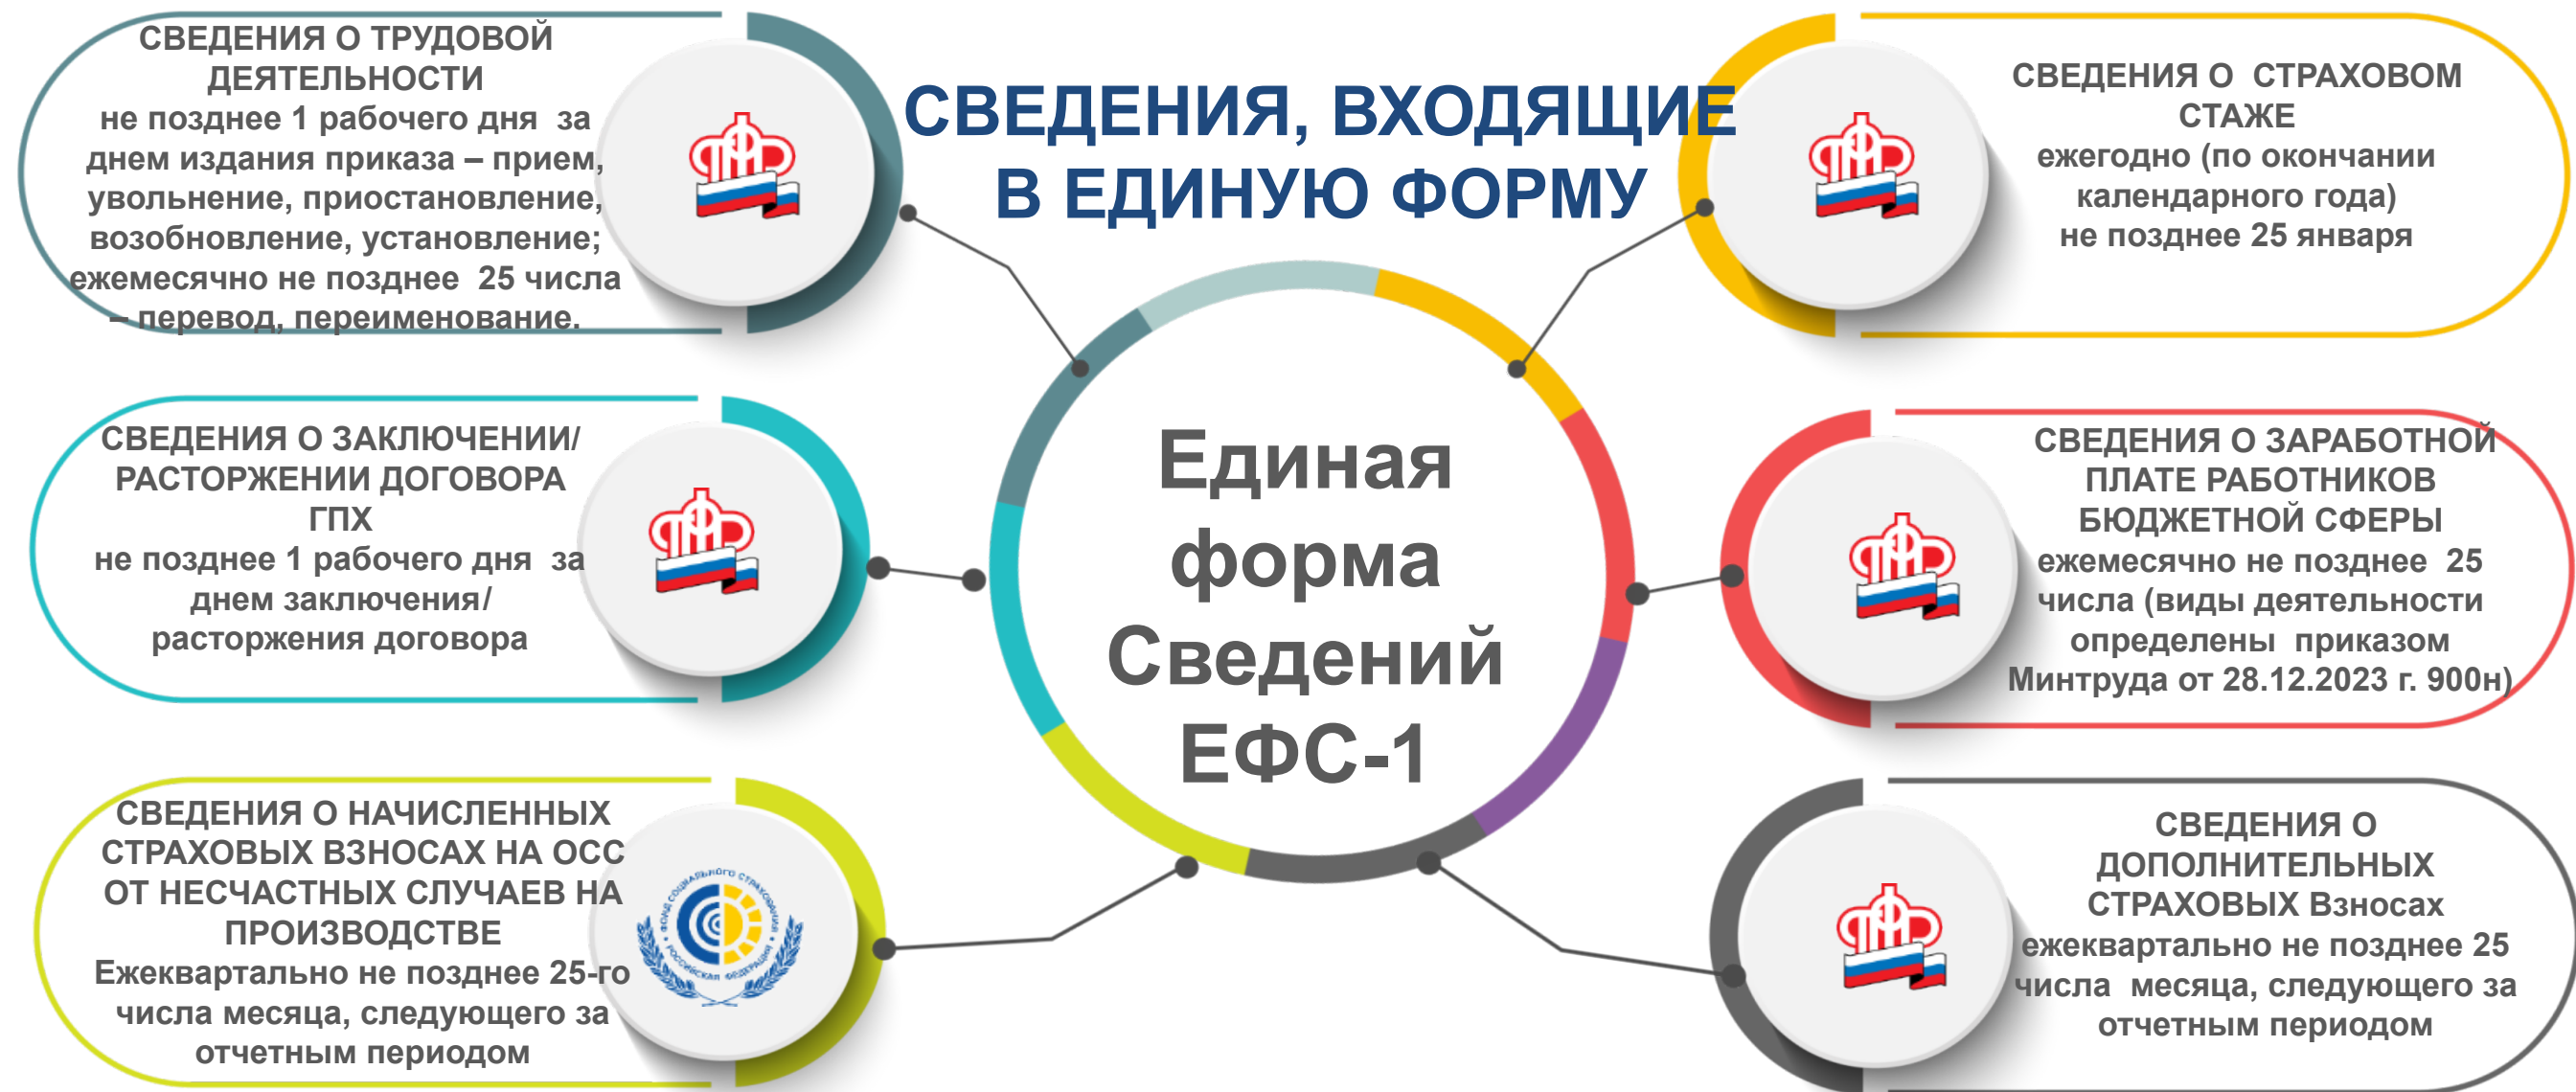 СВЕДЕНИЯ, ВХОДЯЩИЕ
В ЕДИНУЮ ФОРМУ
СВЕДЕНИЯ О ТРУДОВОЙ
ДЕЯТЕЛЬНОСТИ
не позднее 1 рабочего дня за
днем издания приказа – прием,
увольнение, приостановление,
возобновление, установление;
ежемесячно не позднее 25 числа
– перевод, переименование.
СВЕДЕНИЯ О ЗАКЛЮЧЕНИИ/
РАСТОРЖЕНИИ ДОГОВОРА
ГПХ
не позднее 1 рабочего дня за
днем заключения/
расторжения договора
СВЕДЕНИЯ О НАЧИСЛЕННЫХ
СТРАХОВЫХ ВЗНОСАХ НА ОСС
ОТ НЕСЧАСТНЫХ СЛУЧАЕВ НА
ПРОИЗВОДСТВЕ
Ежеквартально не позднее 25-го
числа месяца, следующего за
отчетным периодом
ФОНД СОЦИАЛЬНОГО СТРАХОВАНИЯ
РОССИЙСКАЯ ФЕДЕРАЦИЯ
Единая
форма
Сведений
ЕФС-1
СВЕДЕНИЯ О СТРАХОВОМ
СТАЖЕ
ежегодно (по окончании
календарного года)
не позднее 25 января
СВЕДЕНИЯ О ЗАРАБОТНОЙ
ПЛАТЕ РАБОТНИКОВ
БЮДЖЕТНОЙ СФЕРЫ
ежемесячно не позднее 25
числа (виды деятельности
определены приказом
Минтруда от 28.12.2023 г. 900н)
СВЕДЕНИЯ О
ДОПОЛНИТЕЛЬНЫХ
СТРАХОВЫХ Взносах
ежеквартально не позднее 25
числа месяца, следующего за
отчетным периодом